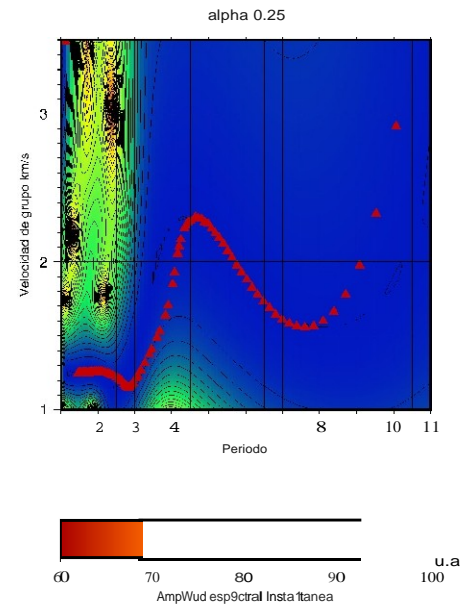 alpha 0.25
3
Velocidad de grupo km/s
2
1
2 3 4 8 10 11
Periodo
60 70 80 90 100
u.a
AmpWud esp9ctral Insta1tanea